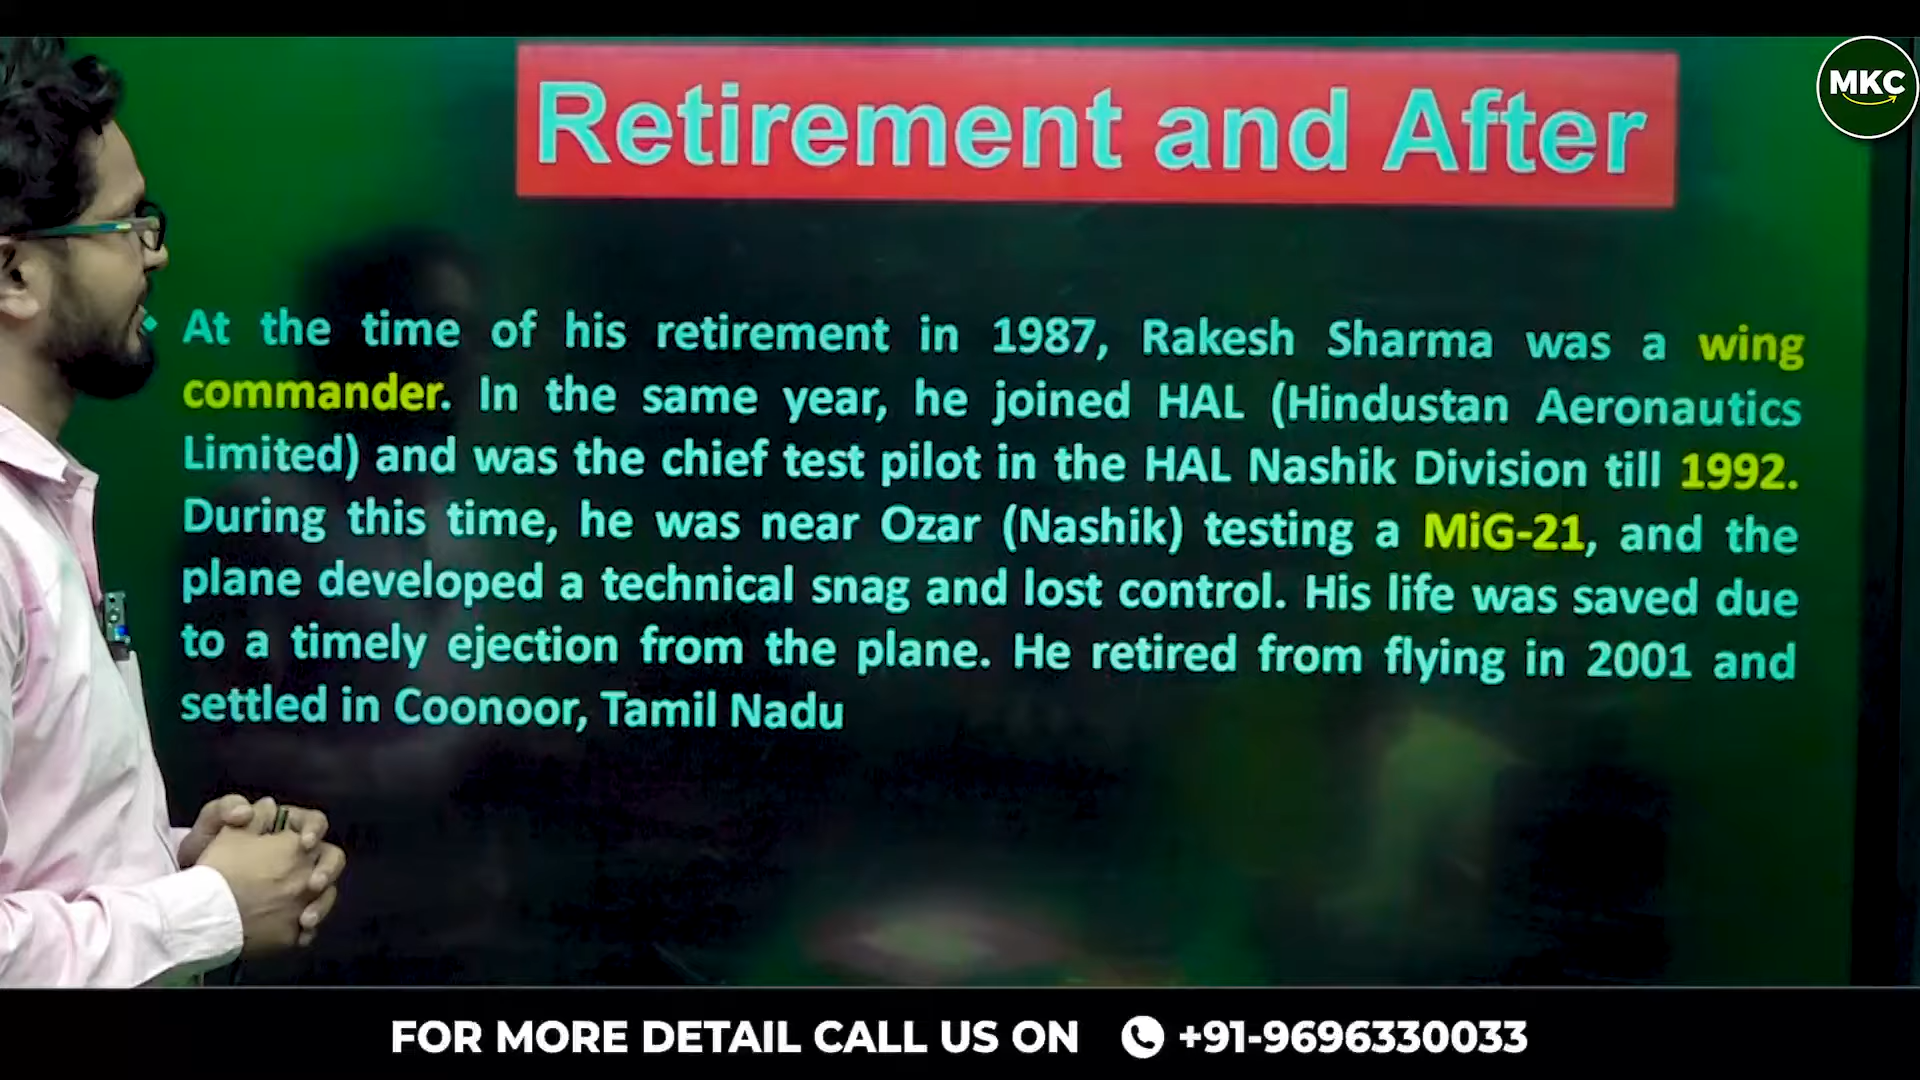 MKC
Retirement and After
At the time of his retirement in 1987, Rakesh Sharma was a wing
commander. In the same year, he joined HAL (Hindustan Aeronautics
Limited) and was the chief test pilot in the HAL Nashik Division till 1992.
During this time, he was near Ozar (Nashik) testing a MiG-21, and the
plane developed a technical snag and lost control. His life was saved due
to a timely ejection from the plane. He retired from flying in 2001 and
settled in Coonoor, Tamil Nadu
FOR MORE DETAIL CALL US ON +91-9696330033